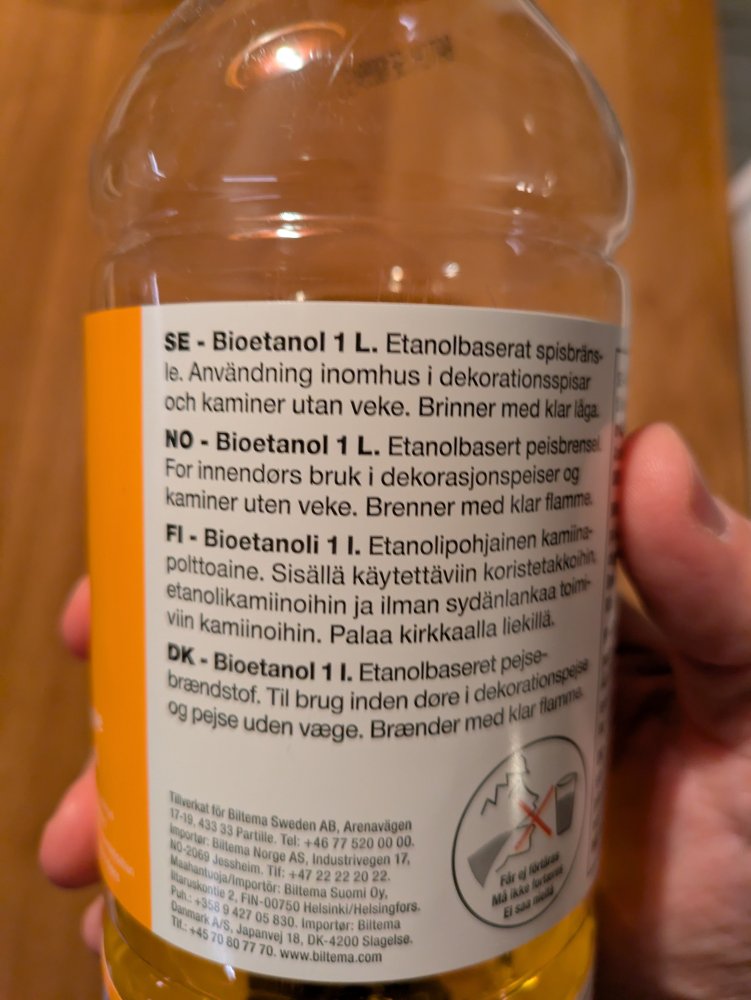 SE - Bioetanol 1 L. Etanolbaserat spisbräns-
le. Användning inomhus i dekorationsspisar
och kaminer utan veke. Brinner med klar låga.
NO - Bioetanol 1 L. Etanolbasert peisbrensel.
For innendørs bruk i dekorasjonspeiser og
kaminer uten veke. Brenner med klar flamme.
FI - Bioetanoli 1 l. Etanolipohjainen kamiina-
polttoaine. Sisällä käytettäviin koristetakkoihin,
etanolikamiinoihin ja ilman sydänlankaa toimi-
viin kamiinoihin. Palaa kirkkaalla liekillä.
DK - Bioetanol 1 l. Etanolbaseret pejse-
brændstof. Til brug inden døre i dekorationspejse
og pejse uden væge. Brænder med klar flamme.
Tillverkat för Biltema Sweden AB, Arenavägen
17-19, 433 33 Partille. Tel: +46 77 520 00 00.
Importør: Biltema Norge AS, Industrivegen 17,
NO-2069 Jessheim. Tlf: +47 22 22 20 22.
Maahantuoja/Importör: Biltema Suomi Oy,
Iitaruskontie 2, FIN-00750 Helsinki/Helsingfors.
Puh.: +358 9 427 05 830. Importør: Biltema
Danmark A/S, Japanvej 18, DK-4200 Slagelse.
Tlf.: +45 70 80 77 70. www.biltema.com
Får ej förtäras
Må ikke fortæres
Ei saa niellä